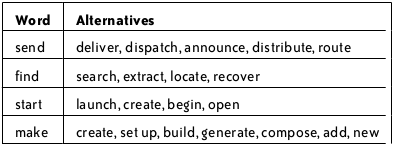 Word Alternatives
send deliver, dispatch, announce, distribute, route
find search, extract, locate, recover
start launch, create, begin, open
make create, set up, build, generate, compose, add, new